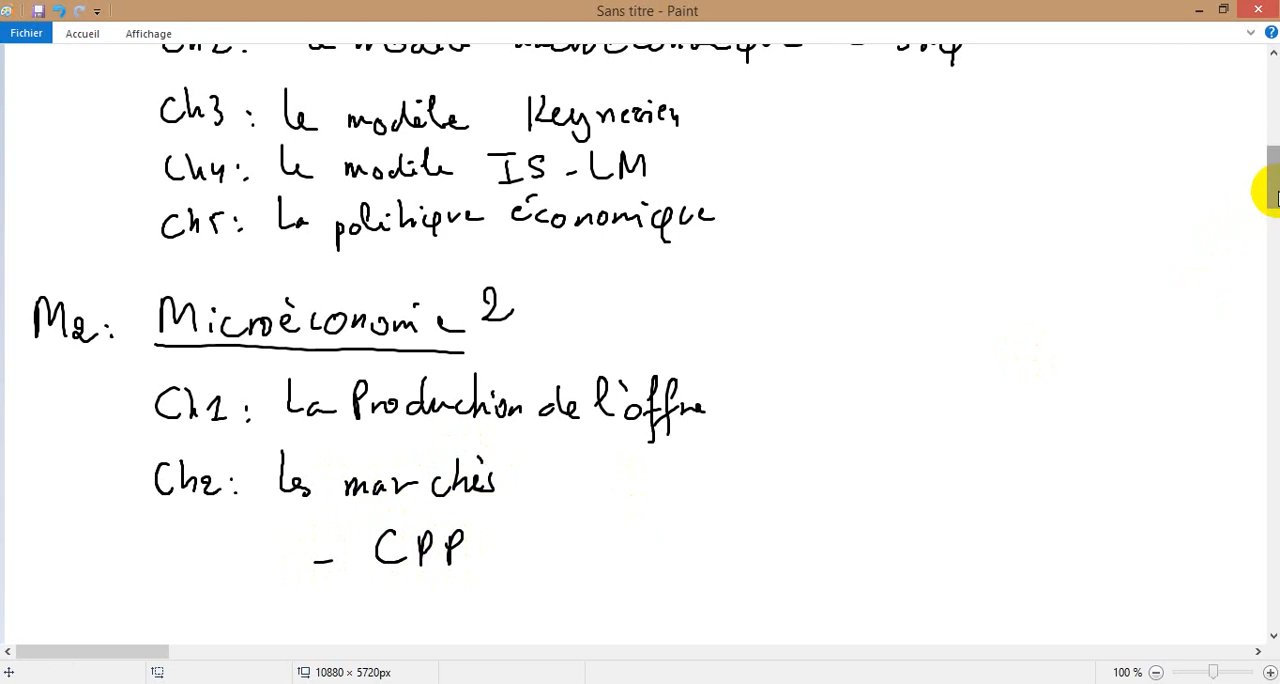 Sans titre - Paint
Fichier Accueil Affichage
Ch3 : Le modèle Keynesien
Ch4 : Le modèle IS-LM
Ch5 : La politique économique
M2 : Microéconomie 2
Ch1 : La Production de l'offre
Ch2 : Les marchés
- CPP
10880 × 5720px 100 %